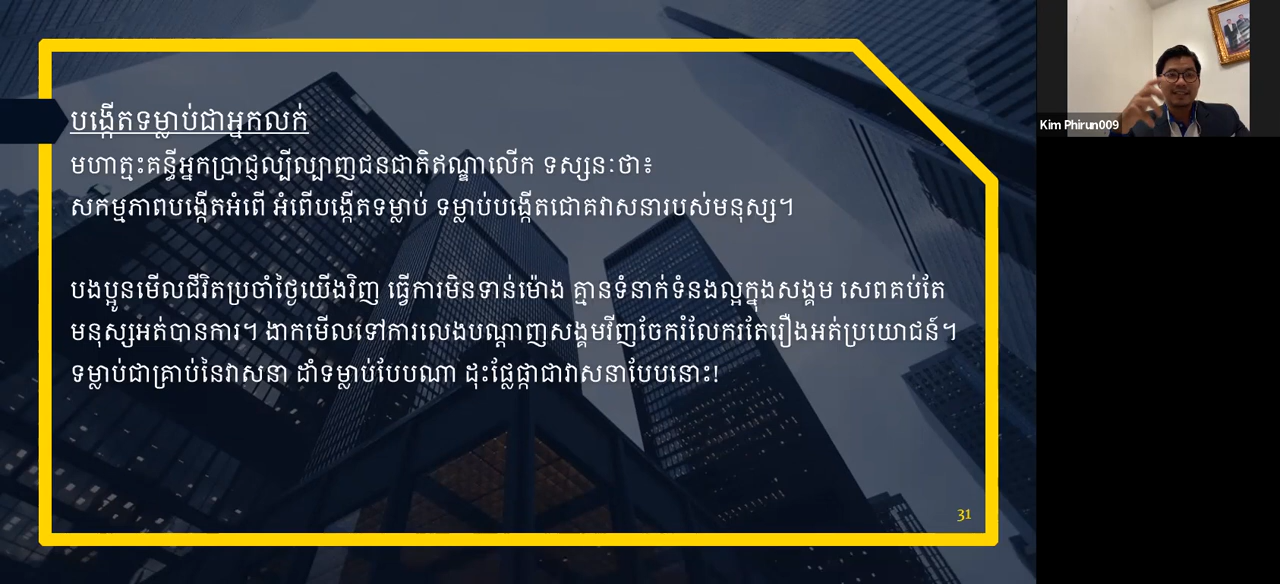 បង្កើតទម្លាប់ជាអ្នកលក់
មហាត្មះគន្ធីអ្នកប្រាជ្ញល្បីល្បាញជនជាតិឥណ្ឌាលើក ទស្សនៈថា៖
សកម្មភាពបង្កើតអំពើ អំពើបង្កើតទម្លាប់ ទម្លាប់បង្កើតជោគវាសនារបស់មនុស្ស។
បងប្អូនមើលជីវិតប្រចាំថ្ងៃយើងវិញ ធ្វើការមិនទាន់ម៉ោង គ្មានទំនាក់ទំនងល្អក្នុងសង្គម សេពគប់តែ
មនុស្សអត់បានការ។ ងាកមើលទៅការលេងបណ្តាញសង្គមវីញចែករំលែករតែរឿងអត់ប្រយោជន៍។
ទម្លាប់ជាគ្រាប់នៃវាសនា ដាំទម្លាប់បែបណា ដុះផ្លែផ្កាជាវាសនាបែបនោះ!
31
Kim Phirun009